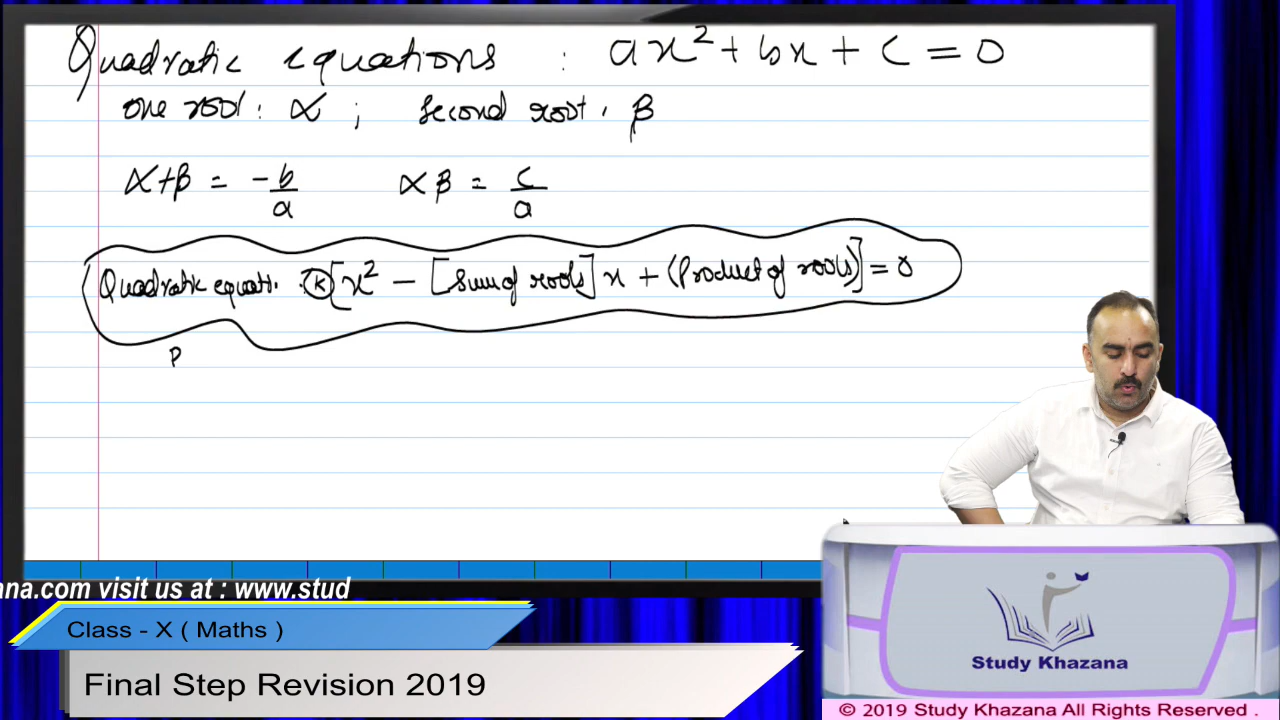 Quadratic equations : ax² + bx + c = 0
one root : α ; Second root . β
α+β = -b/a αβ = c/a
Quadratic equati. : k[x² - [Sum of roots] x + (Product of roots)] = 0
P
ana.com visit us at : www.stud
Class - X ( Maths )
Final Step Revision 2019
Study Khazana
© 2019 Study Khazana All Rights Reserved .